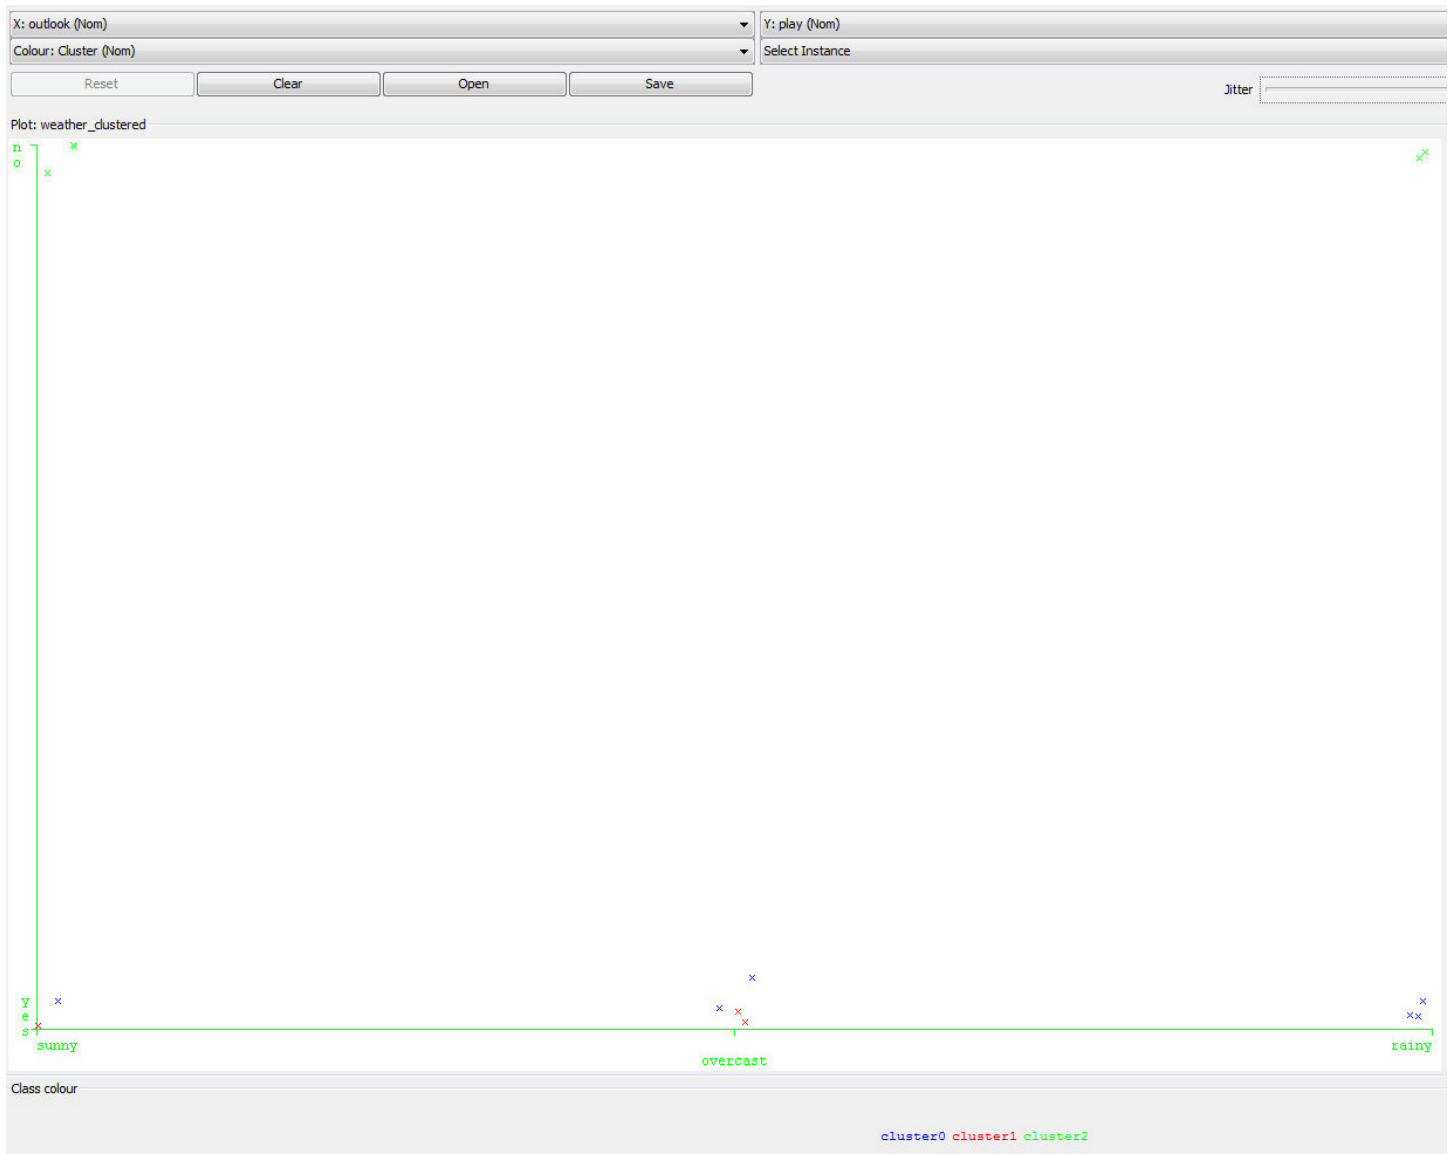 X: outlook (Nom)
Y: play (Nom)
Colour: Cluster (Nom)
Select Instance
Reset
Clear
Open
Save
Jitter
Plot: weather_clustered
no
yes
sunny
overcast
rainy
Class colour
cluster0 cluster1 cluster2